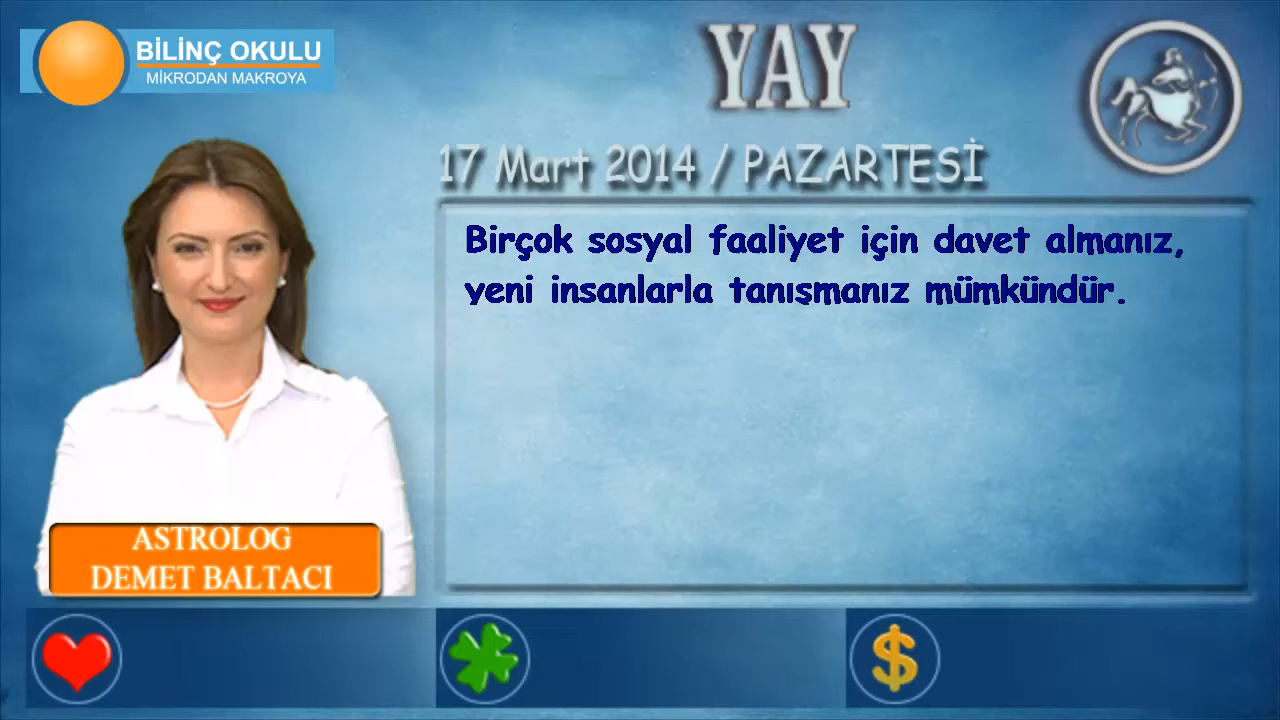 BİLİNÇ OKULU
MİKRODAN MAKROYA
YAY
17 Mart 2014 / PAZARTESİ
Birçok sosyal faaliyet için davet almanız,
yeni insanlarla tanışmanız mümkündür.
ASTROLOG
DEMET BALTACI